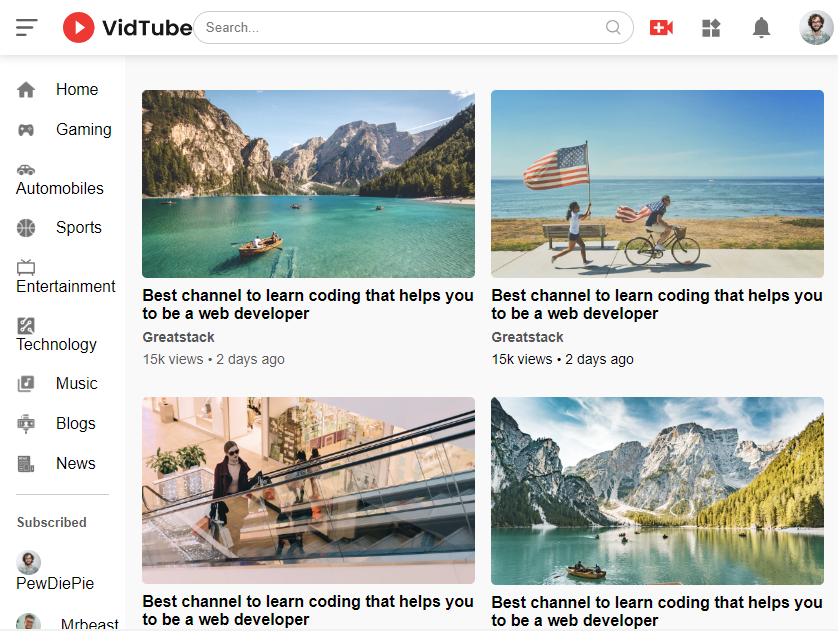 VidTube
Search...
Home
Gaming
Automobiles
Sports
Entertainment
Technology
Music
Blogs
News
Subscribed
PewDiePie
Mrbeast
Best channel to learn coding that helps you
to be a web developer
Greatstack
15k views • 2 days ago
Best channel to learn coding that helps you
to be a web developer
Greatstack
15k views • 2 days ago
Best channel to learn coding that helps you
to be a web developer
Best channel to learn coding that helps you
to be a web developer